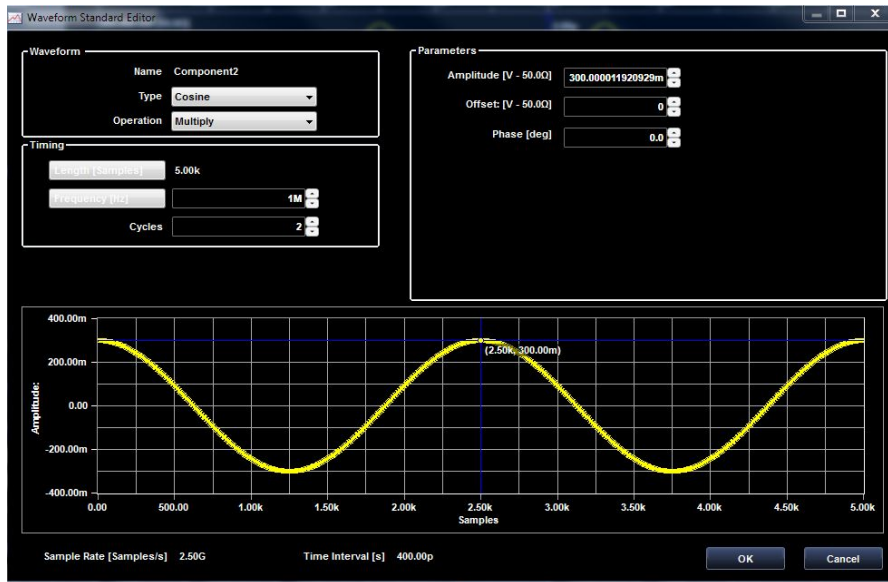 Waveform Standard Editor
Waveform
Name Component2
Type Cosine
Operation Multiply
Timing
Length [Samples] 5.00k
Frequency [Hz] 1M
Cycles 2
Parameters
Amplitude [V - 50.0Ω] 300.000011920929m
Offset: [V - 50.0Ω] 0
Phase [deg] 0.0
400.00m
200.00m
0.00
-200.00m
-400.00m
Amplitude:
(2.50k, 300.00m)
0.00 500.00 1.00k 1.50k 2.00k 2.50k 3.00k 3.50k 4.00k 4.50k 5.00k
Samples
Sample Rate [Samples/s] 2.50G Time Interval [s] 400.00p
OK Cancel